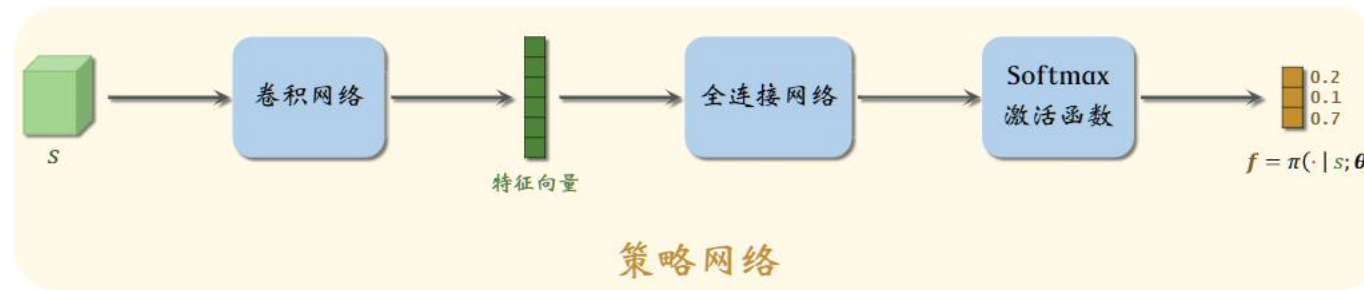 s
卷积网络
特征向量
全连接网络
Softmax
激活函数
0.2
0.1
0.7
f = π(· | s; θ
策略网络